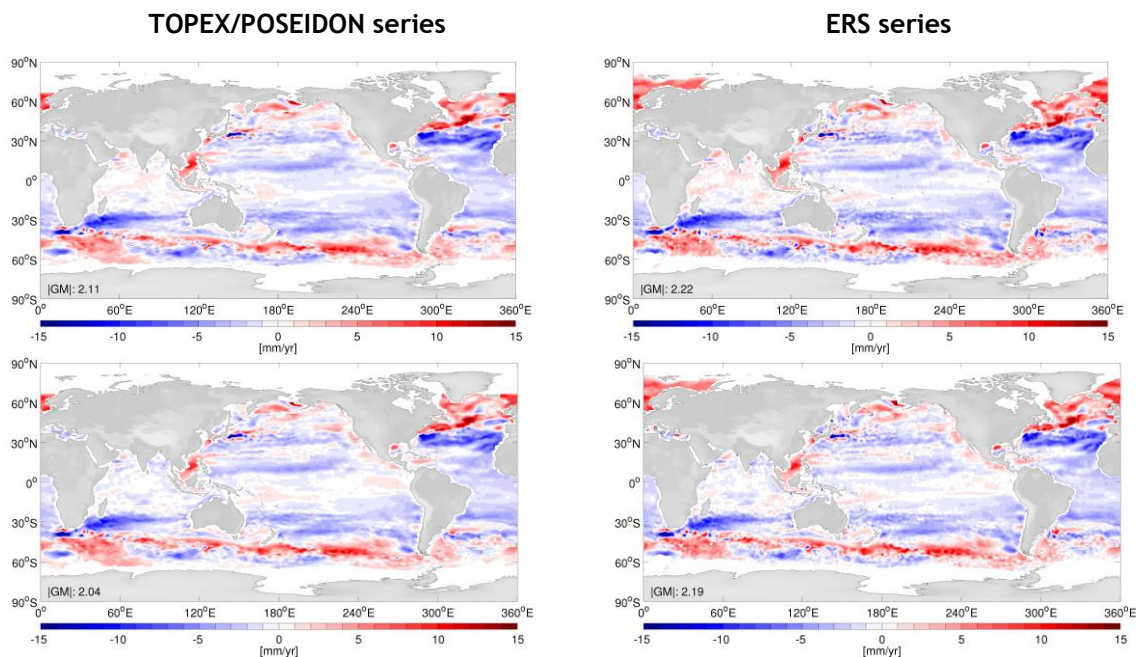 TOPEX/POSEIDON series
ERS series
90°N
60°N
30°N
0°
30°S
60°S
90°S
|GM|: 2.11
0° 60°E 120°E 180°E 240°E 300°E 360°E
-15 -10 -5 0 5 10 15
[mm/yr]
90°N
60°N
30°N
0°
30°S
60°S
90°S
|GM|: 2.22
0° 60°E 120°E 180°E 240°E 300°E 360°E
-15 -10 -5 0 5 10 15
[mm/yr]
90°N
60°N
30°N
0°
30°S
60°S
90°S
|GM|: 2.04
0° 60°E 120°E 180°E 240°E 300°E 360°E
-15 -10 -5 0 5 10 15
[mm/yr]
90°N
60°N
30°N
0°
30°S
60°S
90°S
|GM|: 2.19
0° 60°E 120°E 180°E 240°E 300°E 360°E
-15 -10 -5 0 5 10 15
[mm/yr]